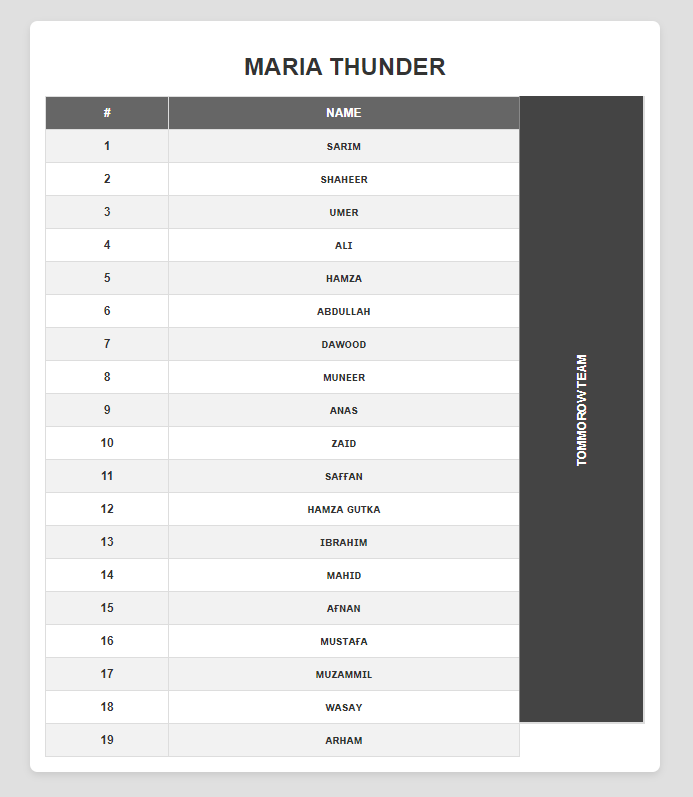 MARIA THUNDER
# NAME
1 SARIM
2 SHAHEER
3 UMER
4 ALI
5 HAMZA
6 ABDULLAH
7 DAWOOD
8 MUNEER
9 ANAS
10 ZAID
11 SAFFAN
12 HAMZA GUTKA
13 IBRAHIM
14 MAHID
15 AFNAN
16 MUSTAFA
17 MUZAMMIL
18 WASAY
19 ARHAM
TOMMOROW TEAM